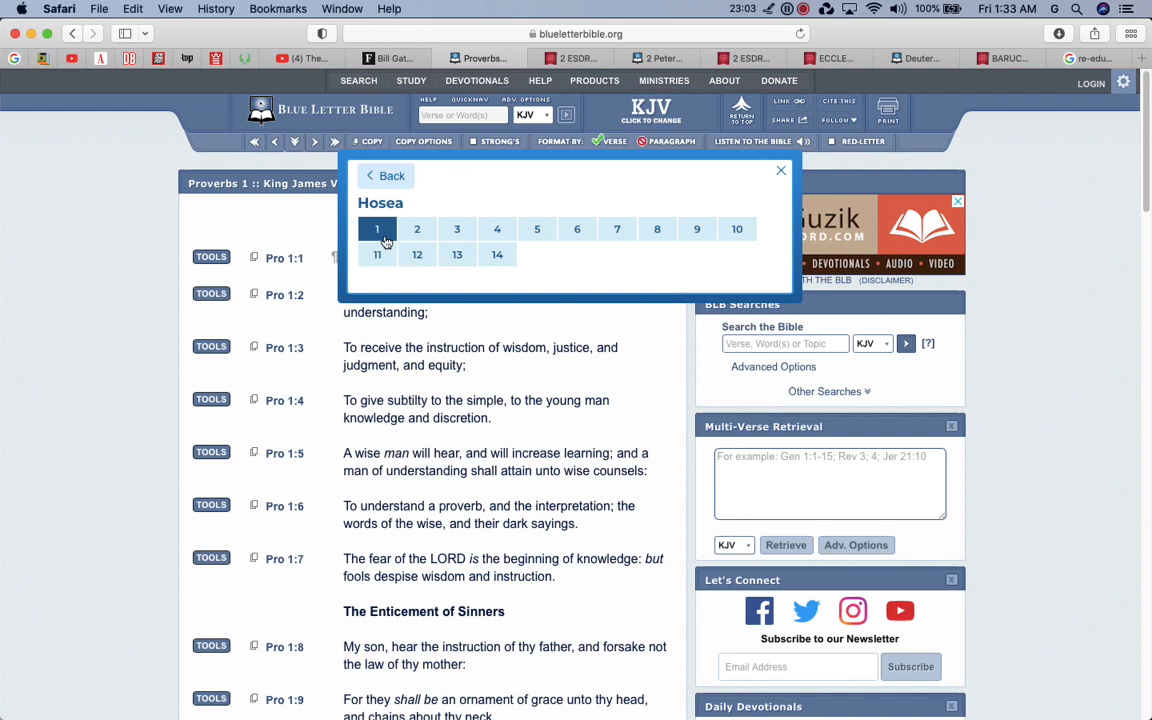 Safari File Edit View History Bookmarks Window Help 23:03 100% Fri 1:33 AM G
blueletterbible.org
(4) The... Bill Gat... Proverbs... 2 ESDR... 2 Peter... 2 ESDR... ECCLE... Deuter... BARUC... re-edu...
SEARCH STUDY DEVOTIONALS HELP PRODUCTS MINISTRIES ABOUT DONATE LOGIN
BLUE LETTER BIBLE HELP QUICKNAV ADV. OPTIONS KJV LINK CITE THIS
Verse or Word(s) KJV CLICK TO CHANGE RETURN TO TOP SHARE FOLLOW PRINT
COPY COPY OPTIONS STRONG'S FORMAT BY: VERSE PARAGRAPH LISTEN TO THE BIBLE RED-LETTER
Back
Hosea
1 2 3 4 5 6 7 8 9 10
11 12 13 14
Proverbs 1 :: King James V
TOOLS Pro 1:1 ¶
TOOLS Pro 1:2
understanding;
TOOLS Pro 1:3 To receive the instruction of wisdom, justice, and
judgment, and equity;
TOOLS Pro 1:4 To give subtilty to the simple, to the young man
knowledge and discretion.
TOOLS Pro 1:5 A wise man will hear, and will increase learning; and a
man of understanding shall attain unto wise counsels:
TOOLS Pro 1:6 To understand a proverb, and the interpretation; the
words of the wise, and their dark sayings.
TOOLS Pro 1:7 The fear of the LORD is the beginning of knowledge: but
fools despise wisdom and instruction.
The Enticement of Sinners
TOOLS Pro 1:8 My son, hear the instruction of thy father, and forsake not
the law of thy mother:
TOOLS Pro 1:9 For they shall be an ornament of grace unto thy head,
and chains about thy neck.
WORD.COM
DEVOTIONALS • AUDIO • VIDEO
TH THE BLB (DISCLAIMER)
BLB Searches
Search the Bible
Verse, Word(s) or Topic KJV [?]
Advanced Options
Other Searches
Multi-Verse Retrieval
For example: Gen 1:1-15; Rev 3; 4; Jer 21:10
KJV Retrieve Adv. Options
Let's Connect
Subscribe to our Newsletter
Email Address Subscribe
Daily Devotionals